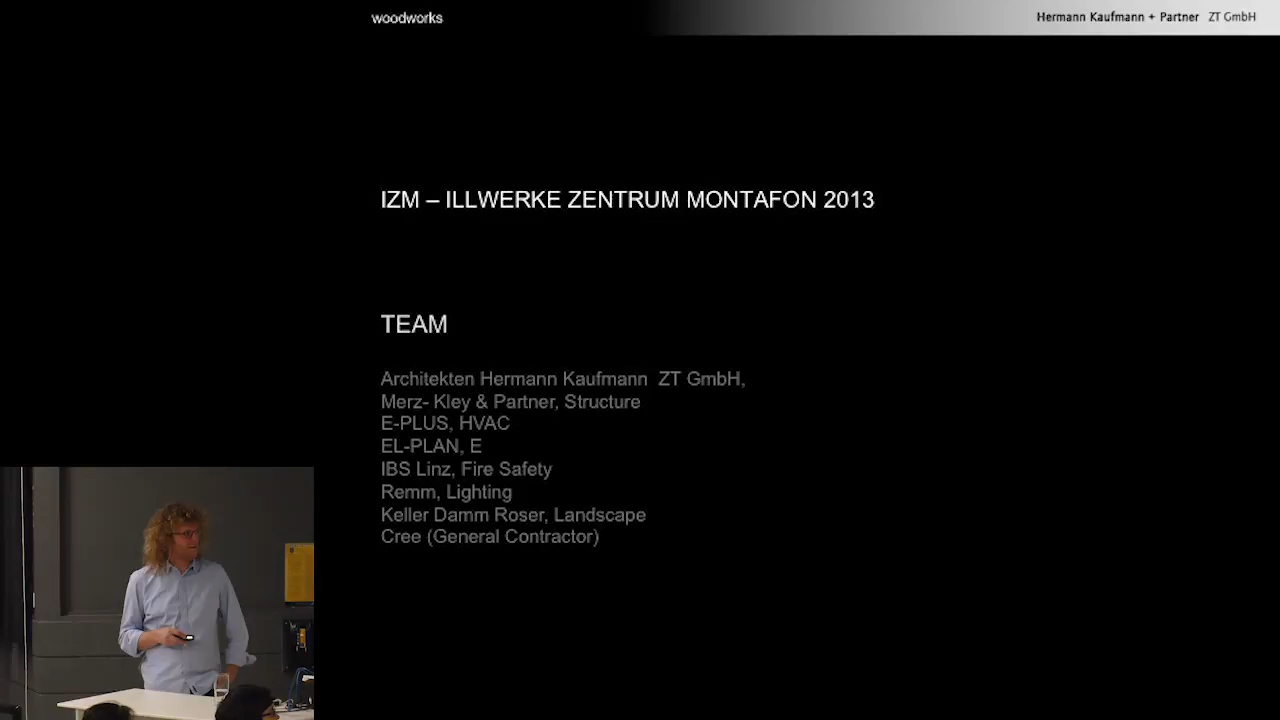 woodworks
Hermann Kaufmann + Partner ZT GmbH
IZM – ILLWERKE ZENTRUM MONTAFON 2013
TEAM
Architekten Hermann Kaufmann ZT GmbH,
Merz- Kley & Partner, Structure
E-PLUS, HVAC
EL-PLAN, E
IBS Linz, Fire Safety
Remm, Lighting
Keller Damm Roser, Landscape
Cree (General Contractor)